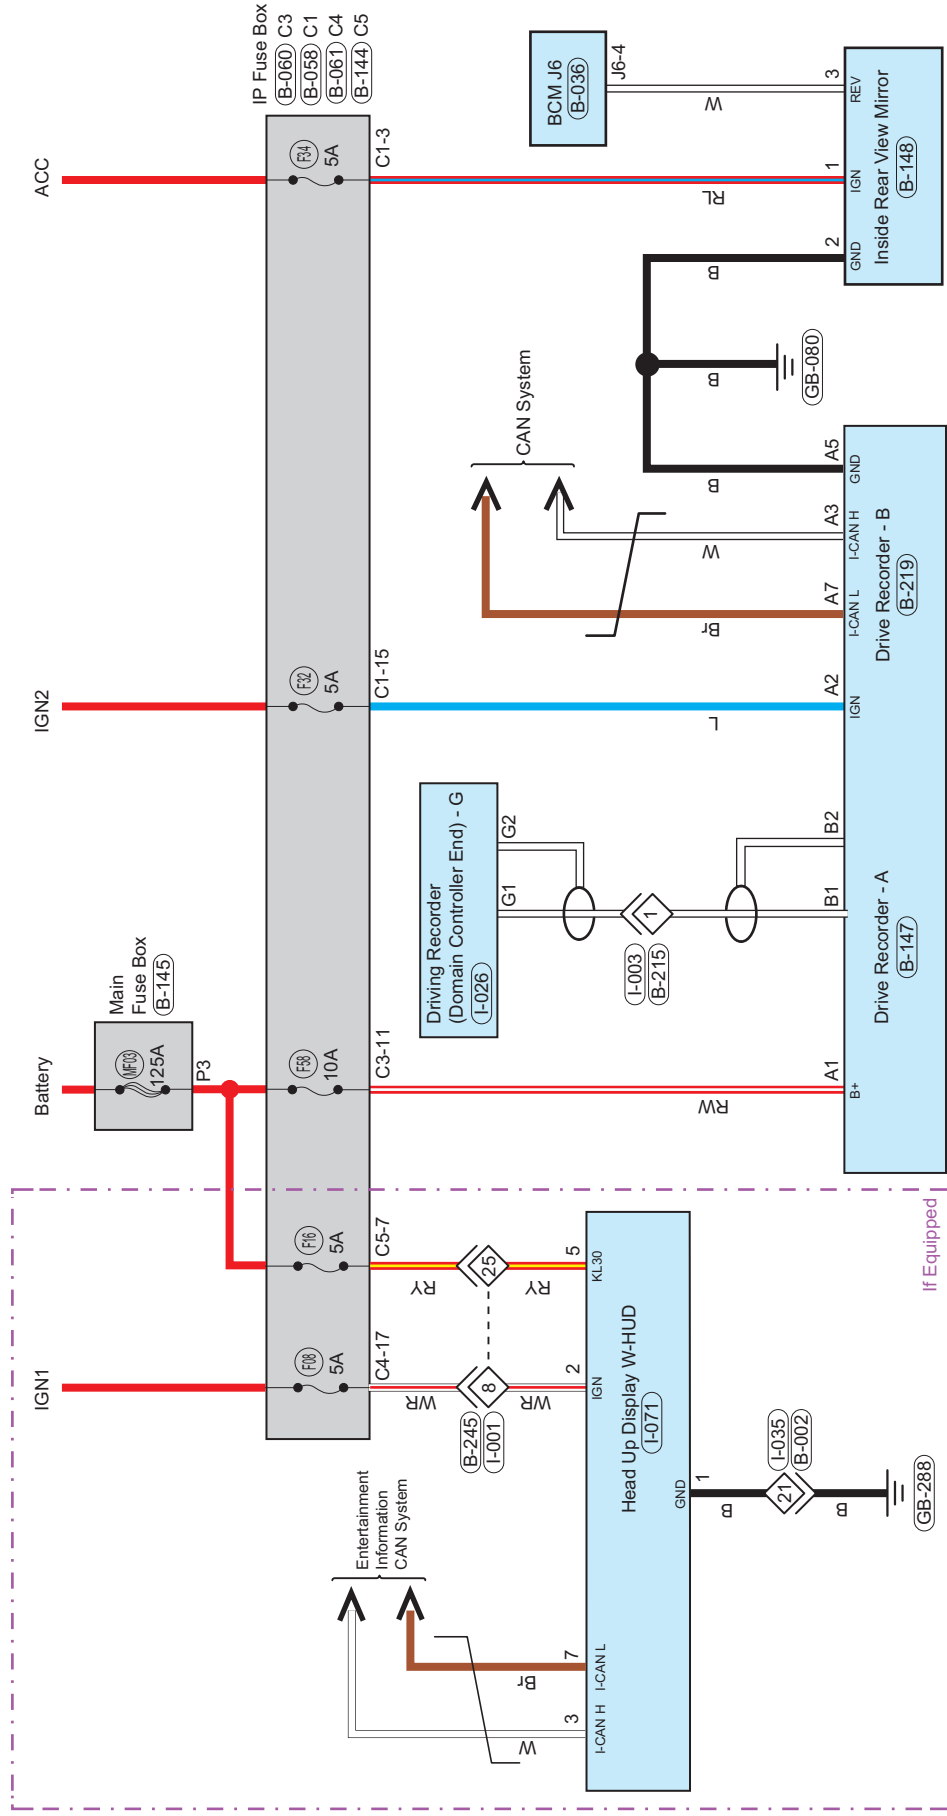 IGN1
Battery
IGN2
ACC
Main
Fuse Box
B-145
MF03
125A
P3
IP Fuse Box
B-060 C3
B-058 C1
B-061 C4
B-144 C5
F08
5A
F16
5A
F58
10A
F32
5A
F34
5A
C4-17
C5-7
C3-11
C1-15
C1-3
Entertainment
Information
CAN System
WR
RY
B-245
I-001
8
25
WR
RY
W
Br
3
7
2
5
I-CAN H
I-CAN L
IGN
KL30
Head Up Display W-HUD
I-071
GND
1
B
21
I-035
B-002
B
GB-288
If Equipped
Driving Recorder
(Domain Controller End) - G
I-026
G1
G2
I-003
B-215
1
RW
L
Br
W
B
CAN System
A1
B1
B2
A2
A7
A3
A5
B+
IGN
I-CAN L
I-CAN H
GND
Drive Recorder - A
B-147
Drive Recorder - B
B-219
B
GB-080
B
RL
W
BCM J6
B-036
J6-4
2
1
3
GND
IGN
REV
Inside Rear View Mirror
B-148